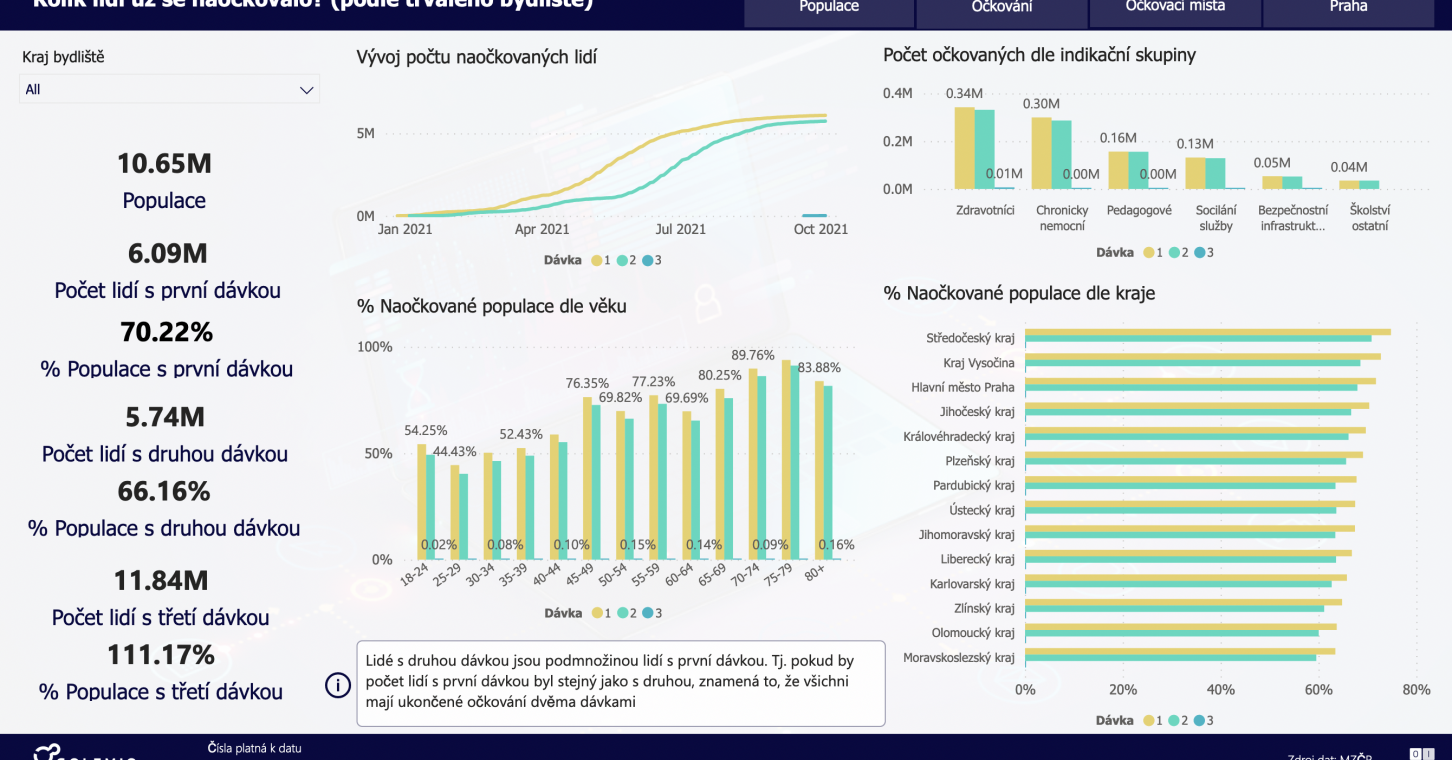 Kolik lidí už se naočkovalo? (podle trvalého bydliště)
Populace
Očkování
Očkovací místa
Praha
Kraj bydliště
All
10.65M
Populace
6.09M
Počet lidí s první dávkou
70.22%
% Populace s první dávkou
5.74M
Počet lidí s druhou dávkou
66.16%
% Populace s druhou dávkou
11.84M
Počet lidí s třetí dávkou
111.17%
% Populace s třetí dávkou
Vývoj počtu naočkovaných lidí
5M
0M
Jan 2021
Apr 2021
Jul 2021
Oct 2021
Dávka 1 2 3
% Naočkované populace dle věku
100%
50%
0%
54.25%
44.43%
52.43%
76.35%
69.82%
77.23%
69.69%
80.25%
89.76%
83.88%
0.02%
0.08%
0.10%
0.15%
0.14%
0.09%
0.16%
18-24
25-29
30-34
35-39
40-44
45-49
50-54
55-59
60-64
65-69
70-74
75-79
80+
Dávka 1 2 3
Lidé s druhou dávkou jsou podmnožinou lidí s první dávkou. Tj. pokud by
počet lidí s první dávkou byl stejný jako s druhou, znamená to, že všichni
mají ukončené očkování dvěma dávkami
Počet očkovaných dle indikační skupiny
0.4M
0.2M
0.0M
0.34M
0.30M
0.16M
0.13M
0.05M
0.04M
0.01M
0.00M
0.00M
Zdravotníci
Chronicky
nemocní
Pedagogové
Socilání
služby
Bezpečnostní
infrastrukt...
Školství
ostatní
Dávka 1 2 3
% Naočkované populace dle kraje
Středočeský kraj
Kraj Vysočina
Hlavní město Praha
Jihočeský kraj
Královéhradecký kraj
Plzeňský kraj
Pardubický kraj
Ústecký kraj
Jihomoravský kraj
Liberecký kraj
Karlovarský kraj
Zlínský kraj
Olomoucký kraj
Moravskoslezský kraj
0%
20%
40%
60%
80%
Dávka 1 2 3
Čísla platná k datu
Zdroj dat: MZČR